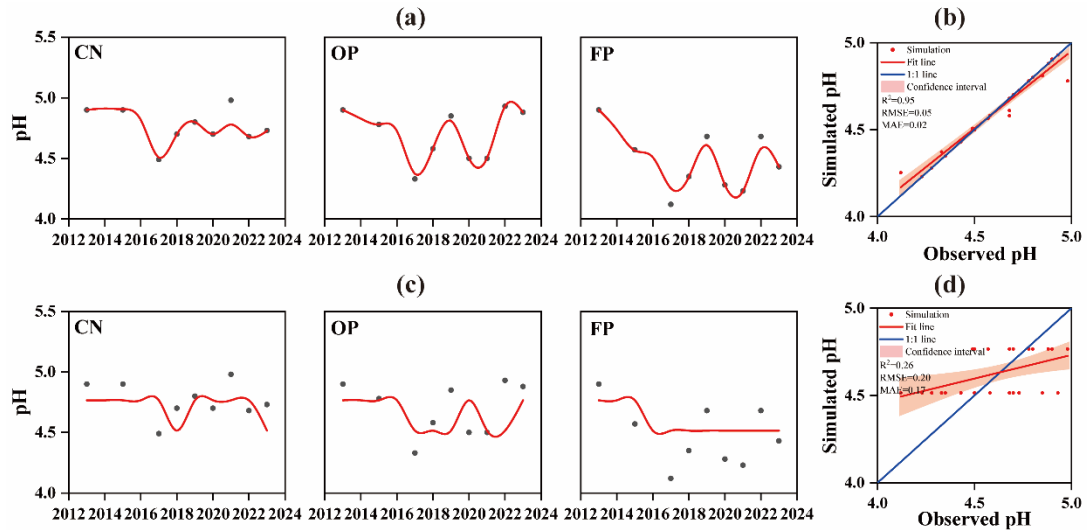 (a)
(b)
pH
5.5
5.0
4.5
4.0
CN
OP
FP
2012 2014 2016 2018 2020 2022 2024
2012 2014 2016 2018 2020 2022 2024
2012 2014 2016 2018 2020 2022 2024
Simulated pH
5.0
4.5
4.0
Simulation
Fit line
1:1 line
Confidence interval
R²=0.95
RMSE=0.05
MAE=0.02
4.0 4.5 5.0
Observed pH
(c)
(d)
pH
5.5
5.0
4.5
4.0
CN
OP
FP
2012 2014 2016 2018 2020 2022 2024
2012 2014 2016 2018 2020 2022 2024
2012 2014 2016 2018 2020 2022 2024
Simulated pH
5.0
4.5
4.0
Simulation
Fit line
1:1 line
Confidence interval
R²=0.26
RMSE=0.20
MAE=0.17
4.0 4.5 5.0
Observed pH